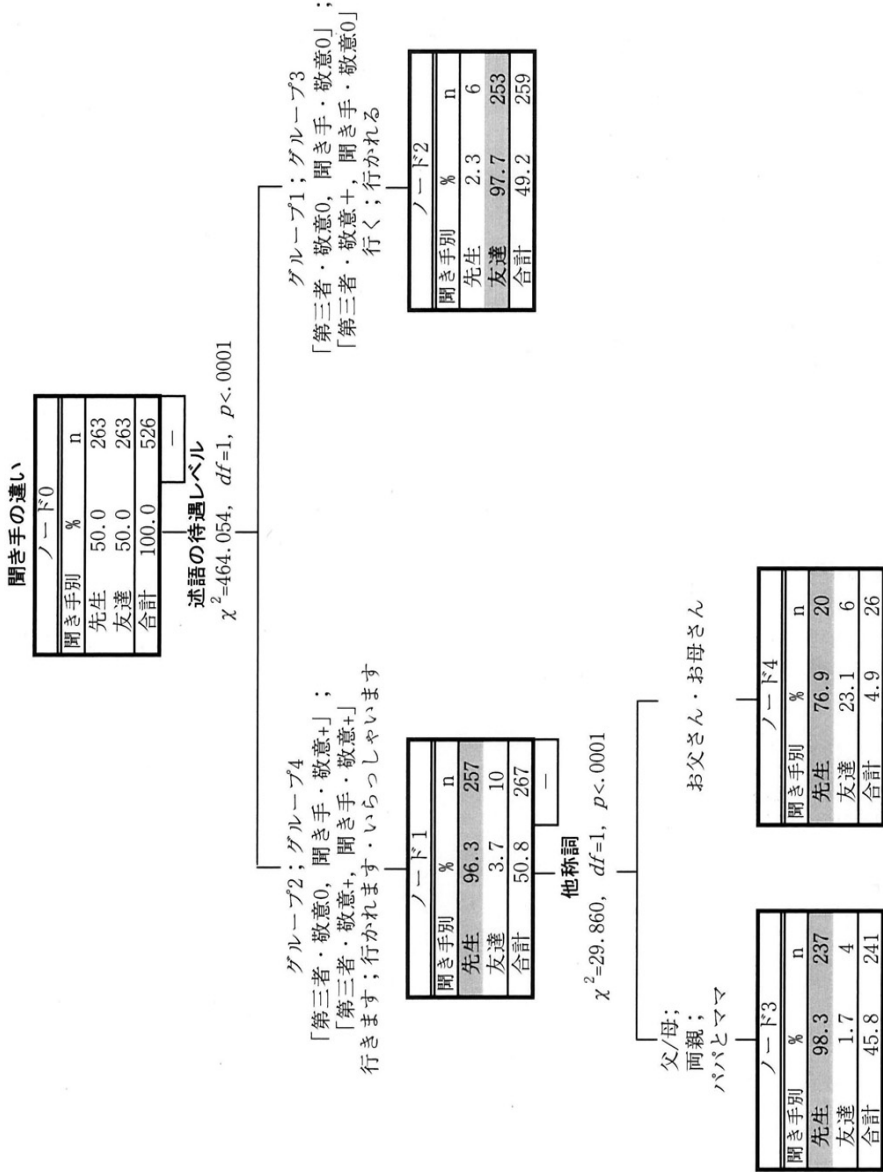 聞き手の違い
ノード0
聞き手別 % n
先生 50.0 263
友達 50.0 263
合計 100.0 526
−
述語の待遇レベル
χ²=464.054, df=1, p<.0001
グループ2；グループ4
「第三者・敬意0, 聞き手・敬意+」；
「第三者・敬意+, 聞き手・敬意+」
行きます；行かれます・いらっしゃいます
ノード1
聞き手別 % n
先生 96.3 257
友達 3.7 10
合計 50.8 267
−
グループ1；グループ3
「第三者・敬意0, 聞き手・敬意0」；
「第三者・敬意+, 聞き手・敬意0」
行く；行かれる
ノード2
聞き手別 % n
先生 2.3 6
友達 97.7 253
合計 49.2 259
他称詞
χ²=29.860, df=1, p<.0001
父/母；
両親；
パパとママ
ノード3
聞き手別 % n
先生 98.3 237
友達 1.7 4
合計 45.8 241
お父さん・お母さん
ノード4
聞き手別 % n
先生 76.9 20
友達 23.1 6
合計 4.9 26